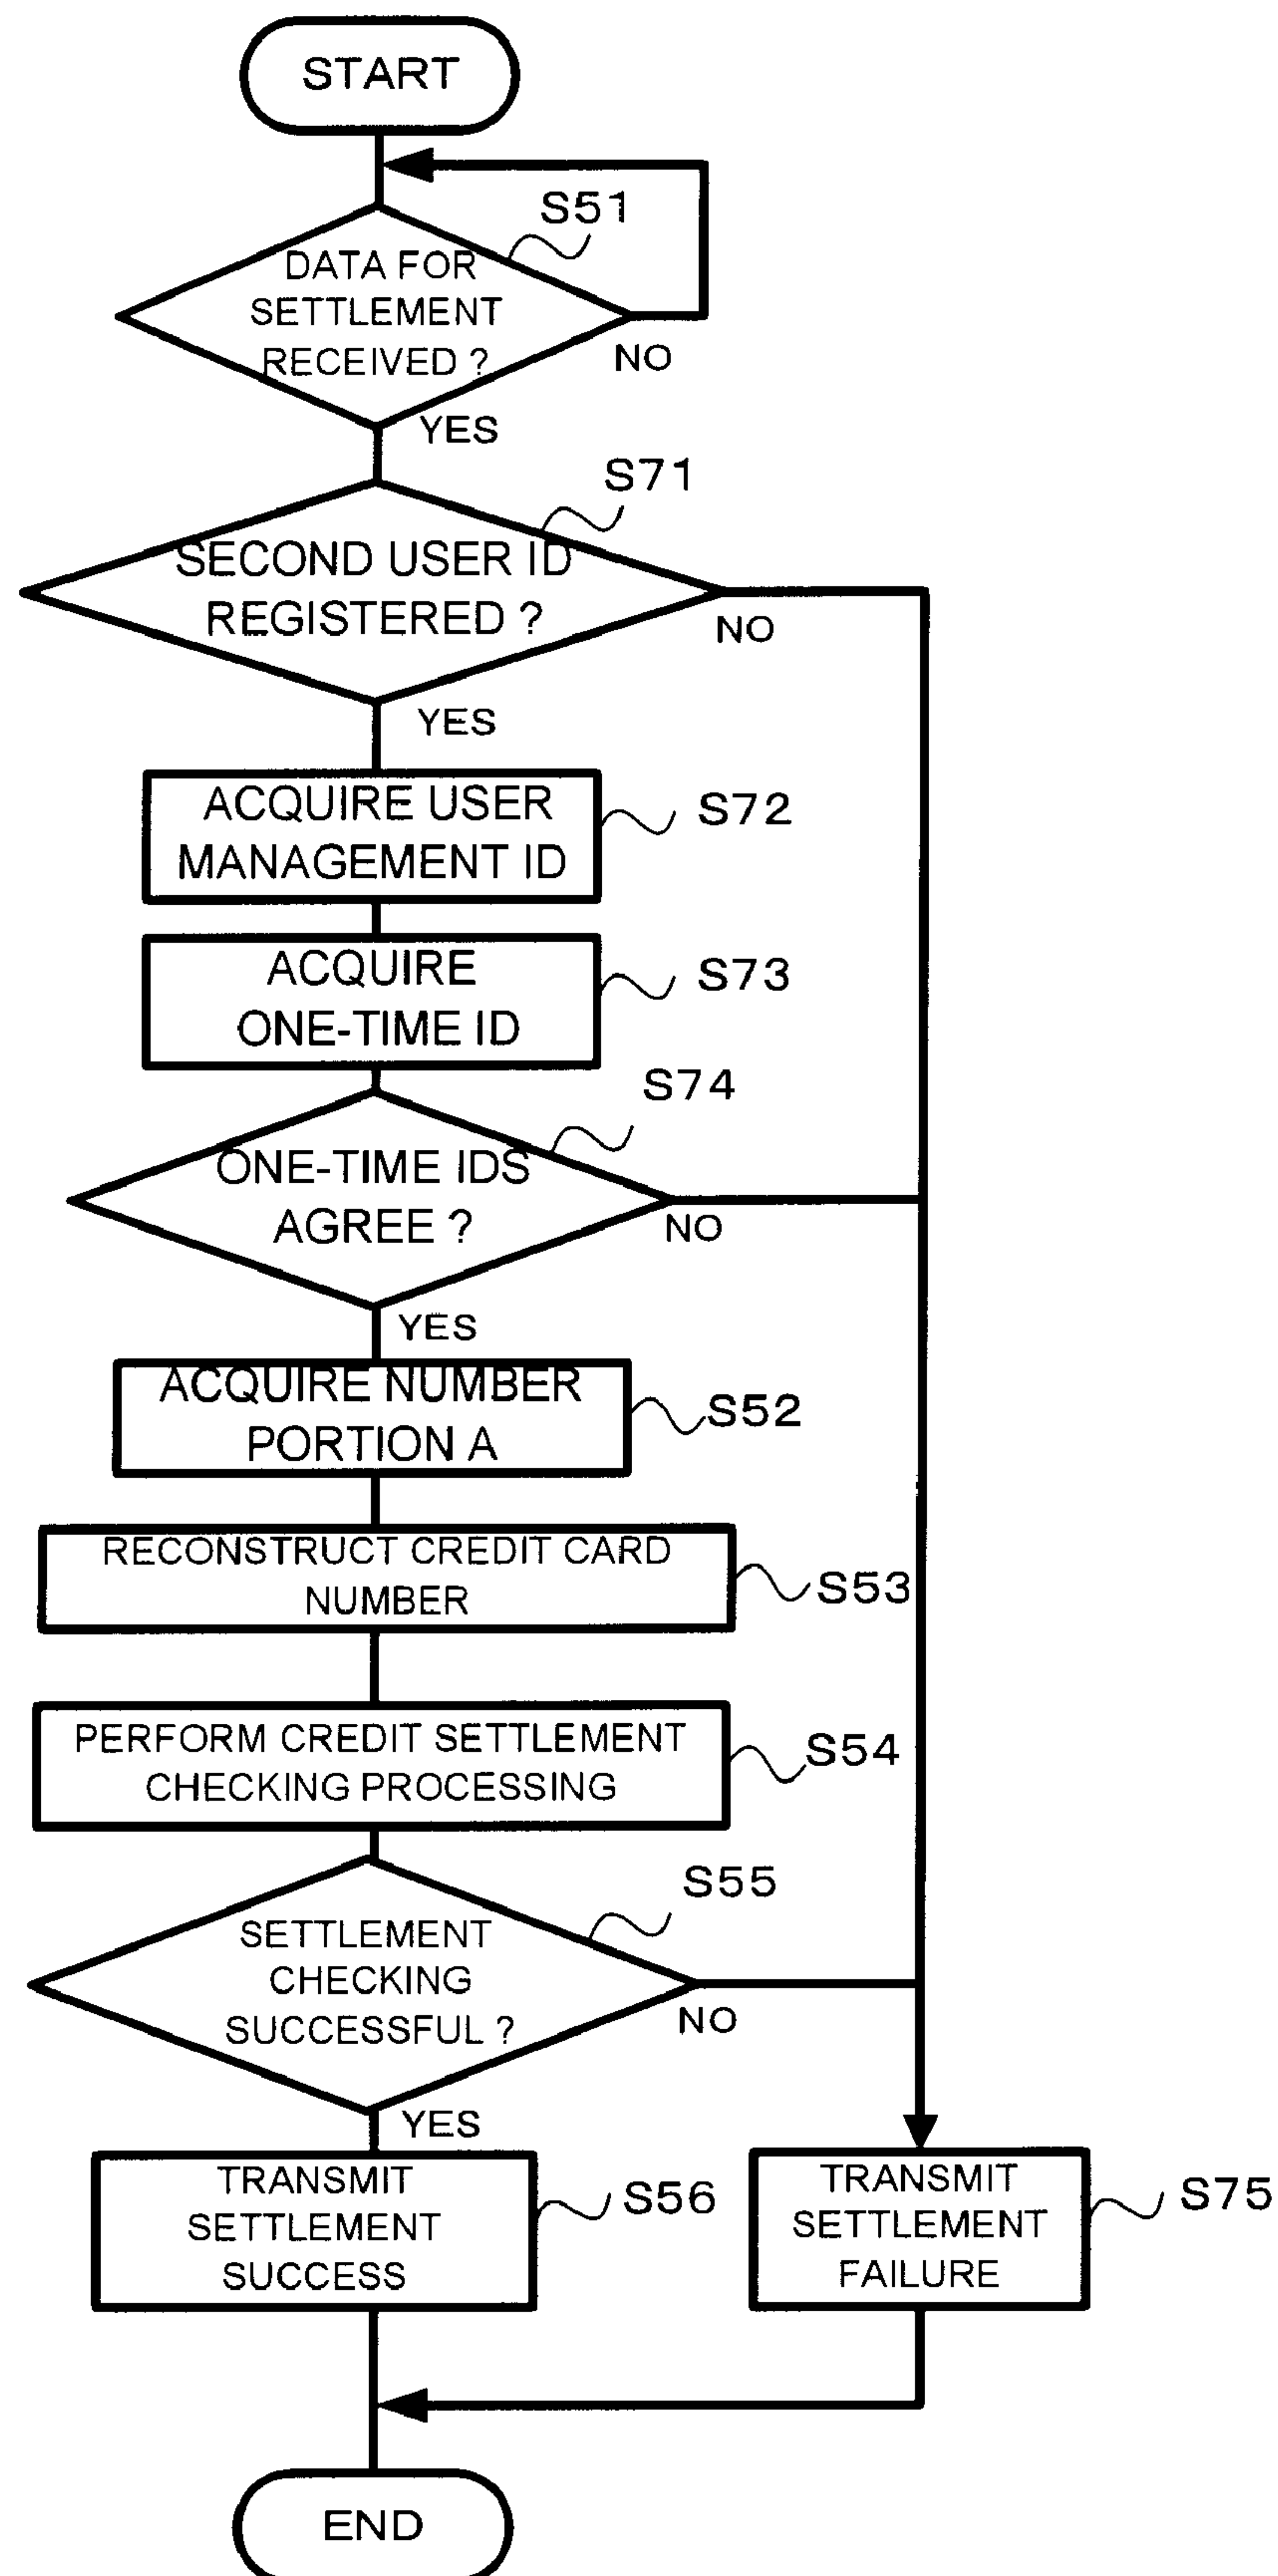 START
S51
DATA FOR
SETTLEMENT
RECEIVED ?
NO
YES
S71
SECOND USER ID
REGISTERED ?
NO
YES
ACQUIRE USER
MANAGEMENT ID
S72
ACQUIRE
ONE-TIME ID
S73
S74
ONE-TIME IDS
AGREE ?
NO
YES
ACQUIRE NUMBER
PORTION A
S52
RECONSTRUCT CREDIT CARD
NUMBER
S53
PERFORM CREDIT SETTLEMENT
CHECKING PROCESSING
S54
S55
SETTLEMENT
CHECKING
SUCCESSFUL ?
NO
YES
TRANSMIT
SETTLEMENT
SUCCESS
S56
TRANSMIT
SETTLEMENT
FAILURE
S75
END